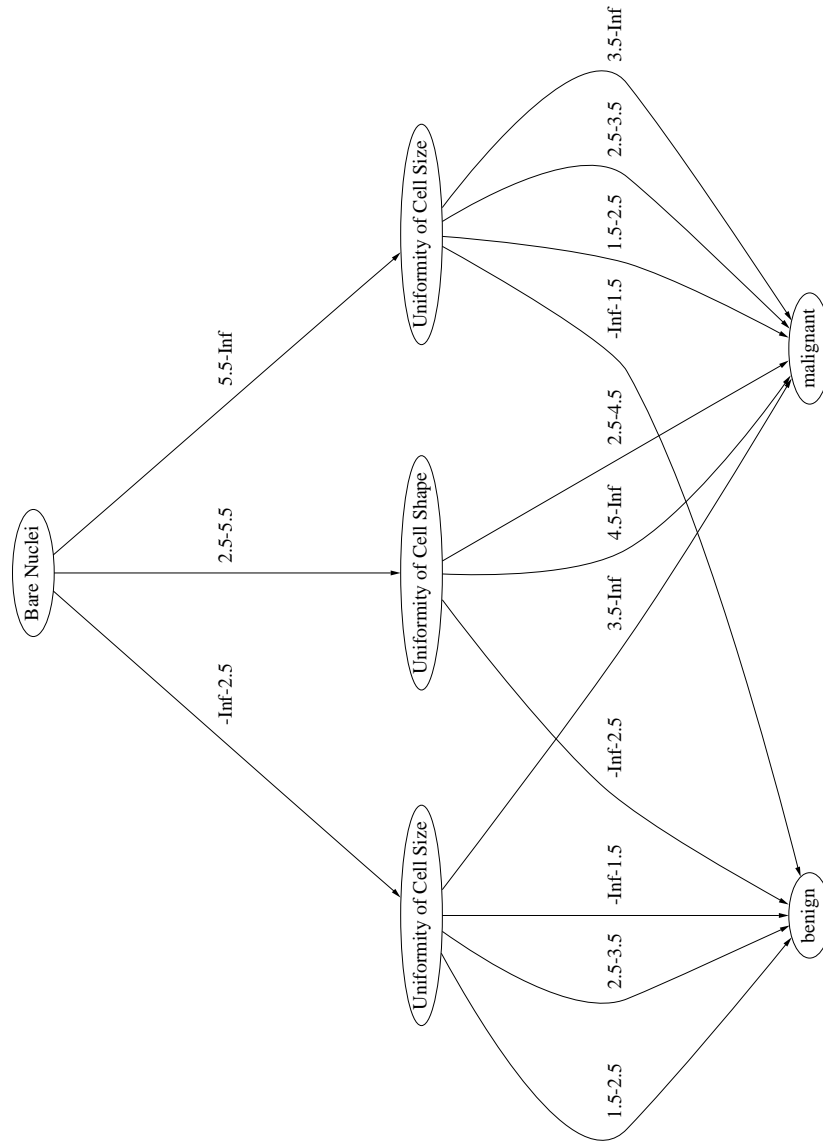 Bare Nuclei
-Inf-2.5
2.5-5.5
5.5-Inf
Uniformity of Cell Size
Uniformity of Cell Shape
Uniformity of Cell Size
1.5-2.5
2.5-3.5
-Inf-1.5
-Inf-2.5
3.5-Inf
4.5-Inf
2.5-4.5
-Inf-1.5
1.5-2.5
2.5-3.5
3.5-Inf
benign
malignant